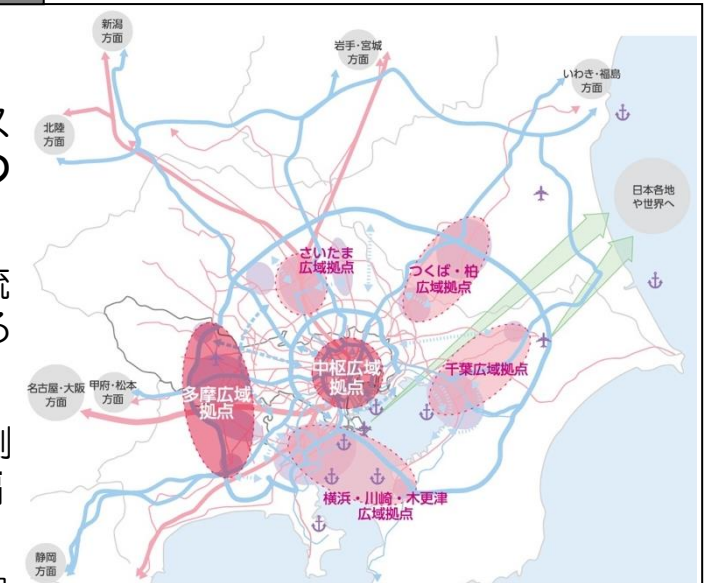 新潟
方面
岩手・宮城
方面
いわき・福島
方面
北陸
方面
日本各地
や世界へ
さいたま
広域拠点
つくば・柏
広域拠点
中枢広域
拠点
千葉広域拠点
名古屋・大阪
方面
甲府・松本
方面
多摩広域
拠点
横浜・川崎・木更津
広域拠点
静岡
方面
ス
の
流
る